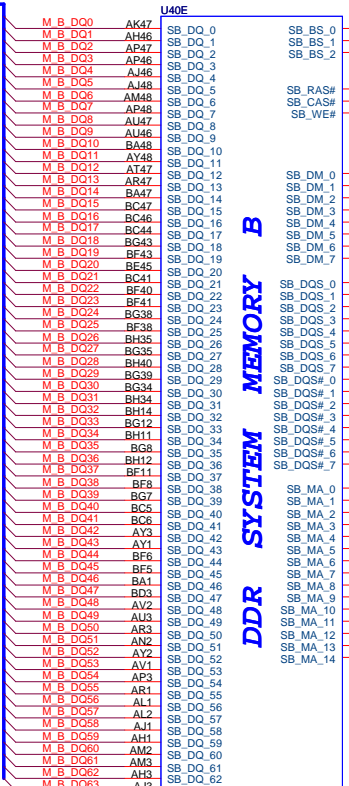 U40E
M_B_DQ0 AK47 SB_DQ_0 SB_BS_0
M_B_DQ1 AH46 SB_DQ_1 SB_BS_1
M_B_DQ2 AP47 SB_DQ_2 SB_BS_2
M_B_DQ3 AP46 SB_DQ_3
M_B_DQ4 AJ46 SB_DQ_4
M_B_DQ5 AJ48 SB_DQ_5 SB_RAS#
M_B_DQ6 AM48 SB_DQ_6 SB_CAS#
M_B_DQ7 AP48 SB_DQ_7 SB_WE#
M_B_DQ8 AU47 SB_DQ_8
M_B_DQ9 AU46 SB_DQ_9
M_B_DQ10 BA48 SB_DQ_10
M_B_DQ11 AY48 SB_DQ_11
M_B_DQ12 AT47 SB_DQ_12 SB_DM_0
M_B_DQ13 AR47 SB_DQ_13 SB_DM_1
M_B_DQ14 BA47 SB_DQ_14 SB_DM_2
M_B_DQ15 BC47 SB_DQ_15 SB_DM_3
M_B_DQ16 BC46 SB_DQ_16 SB_DM_4
M_B_DQ17 BC44 SB_DQ_17 SB_DM_5
M_B_DQ18 BG43 SB_DQ_18 SB_DM_6
M_B_DQ19 BF43 SB_DQ_19 SB_DM_7
M_B_DQ20 BE45 SB_DQ_20
M_B_DQ21 BC41 SB_DQ_21 SB_DQS_0
M_B_DQ22 BF40 SB_DQ_22 SB_DQS_1
M_B_DQ23 BF41 SB_DQ_23 SB_DQS_2
M_B_DQ24 BG38 SB_DQ_24 SB_DQS_3
M_B_DQ25 BF38 SB_DQ_25 SB_DQS_4
M_B_DQ26 BH35 SB_DQ_26 SB_DQS_5
M_B_DQ27 BG35 SB_DQ_27 SB_DQS_6
M_B_DQ28 BH40 SB_DQ_28 SB_DQS_7
M_B_DQ29 BG39 SB_DQ_29 SB_DQS#_0
M_B_DQ30 BG34 SB_DQ_30 SB_DQS#_1
M_B_DQ31 BH34 SB_DQ_31 SB_DQS#_2
M_B_DQ32 BH14 SB_DQ_32 SB_DQS#_3
M_B_DQ33 BG12 SB_DQ_33 SB_DQS#_4
M_B_DQ34 BH11 SB_DQ_34 SB_DQS#_5
M_B_DQ35 BG8 SB_DQ_35 SB_DQS#_6
M_B_DQ36 BH12 SB_DQ_36 SB_DQS#_7
M_B_DQ37 BF11 SB_DQ_37
M_B_DQ38 BF8 SB_DQ_38 SB_MA_0
M_B_DQ39 BG7 SB_DQ_39 SB_MA_1
M_B_DQ40 BC5 SB_DQ_40 SB_MA_2
M_B_DQ41 BC6 SB_DQ_41 SB_MA_3
M_B_DQ42 AY3 SB_DQ_42 SB_MA_4
M_B_DQ43 AY1 SB_DQ_43 SB_MA_5
M_B_DQ44 BF6 SB_DQ_44 SB_MA_6
M_B_DQ45 BF5 SB_DQ_45 SB_MA_7
M_B_DQ46 BA1 SB_DQ_46 SB_MA_8
M_B_DQ47 BD3 SB_DQ_47 SB_MA_9
M_B_DQ48 AV2 SB_DQ_48 SB_MA_10
M_B_DQ49 AU3 SB_DQ_49 SB_MA_11
M_B_DQ50 AR3 SB_DQ_50 SB_MA_12
M_B_DQ51 AN2 SB_DQ_51 SB_MA_13
M_B_DQ52 AY2 SB_DQ_52 SB_MA_14
M_B_DQ53 AV1 SB_DQ_53
M_B_DQ54 AP3 SB_DQ_54
M_B_DQ55 AR1 SB_DQ_55
M_B_DQ56 AL1 SB_DQ_56
M_B_DQ57 AL2 SB_DQ_57
M_B_DQ58 AJ1 SB_DQ_58
M_B_DQ59 AH1 SB_DQ_59
M_B_DQ60 AM2 SB_DQ_60
M_B_DQ61 AM3 SB_DQ_61
M_B_DQ62 AH3 SB_DQ_62
M_B_DQ63
DDR SYSTEM MEMORY B